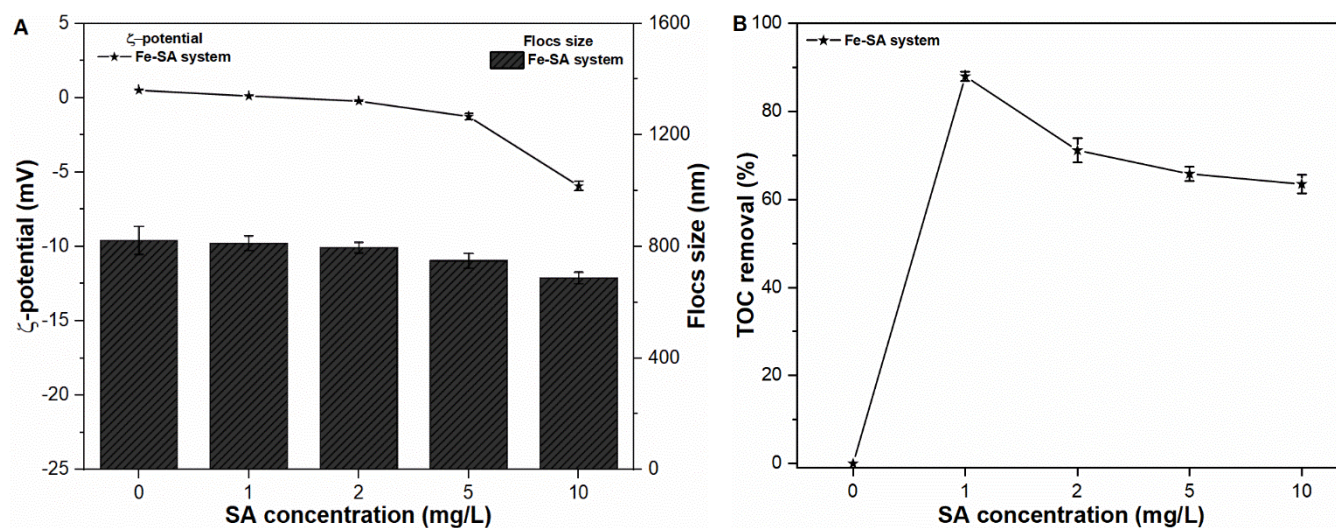 A
ζ-potential
Fe-SA system
Flocs size
Fe-SA system
5
0
-5
-10
-15
-20
-25
ζ-potential (mV)
1600
1200
800
400
0
Flocs size (nm)
0 1 2 5 10
SA concentration (mg/L)
B
Fe-SA system
100
80
60
40
20
0
TOC removal (%)
0 1 2 5 10
SA concentration (mg/L)